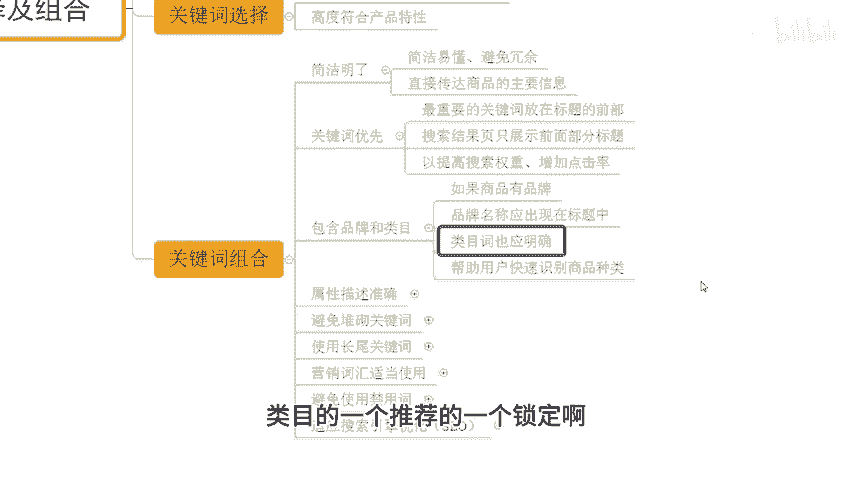 及组合
关键词选择
高度符合产品特性
简洁明了
简洁易懂、避免冗余
直接传达商品的主要信息
关键词优先
最重要的关键词放在标题的前部
搜索结果页只展示前面部分标题
以提高搜索权重、增加点击率
包含品牌和类目
如果商品有品牌
品牌名称应出现在标题中
类目词也应明确
帮助用户快速识别商品种类
关键词组合
属性描述准确
避免堆砌关键词
使用长尾关键词
营销词汇适当使用
避免使用禁用词
类目的一个推荐的一个锁定啊
bilibili